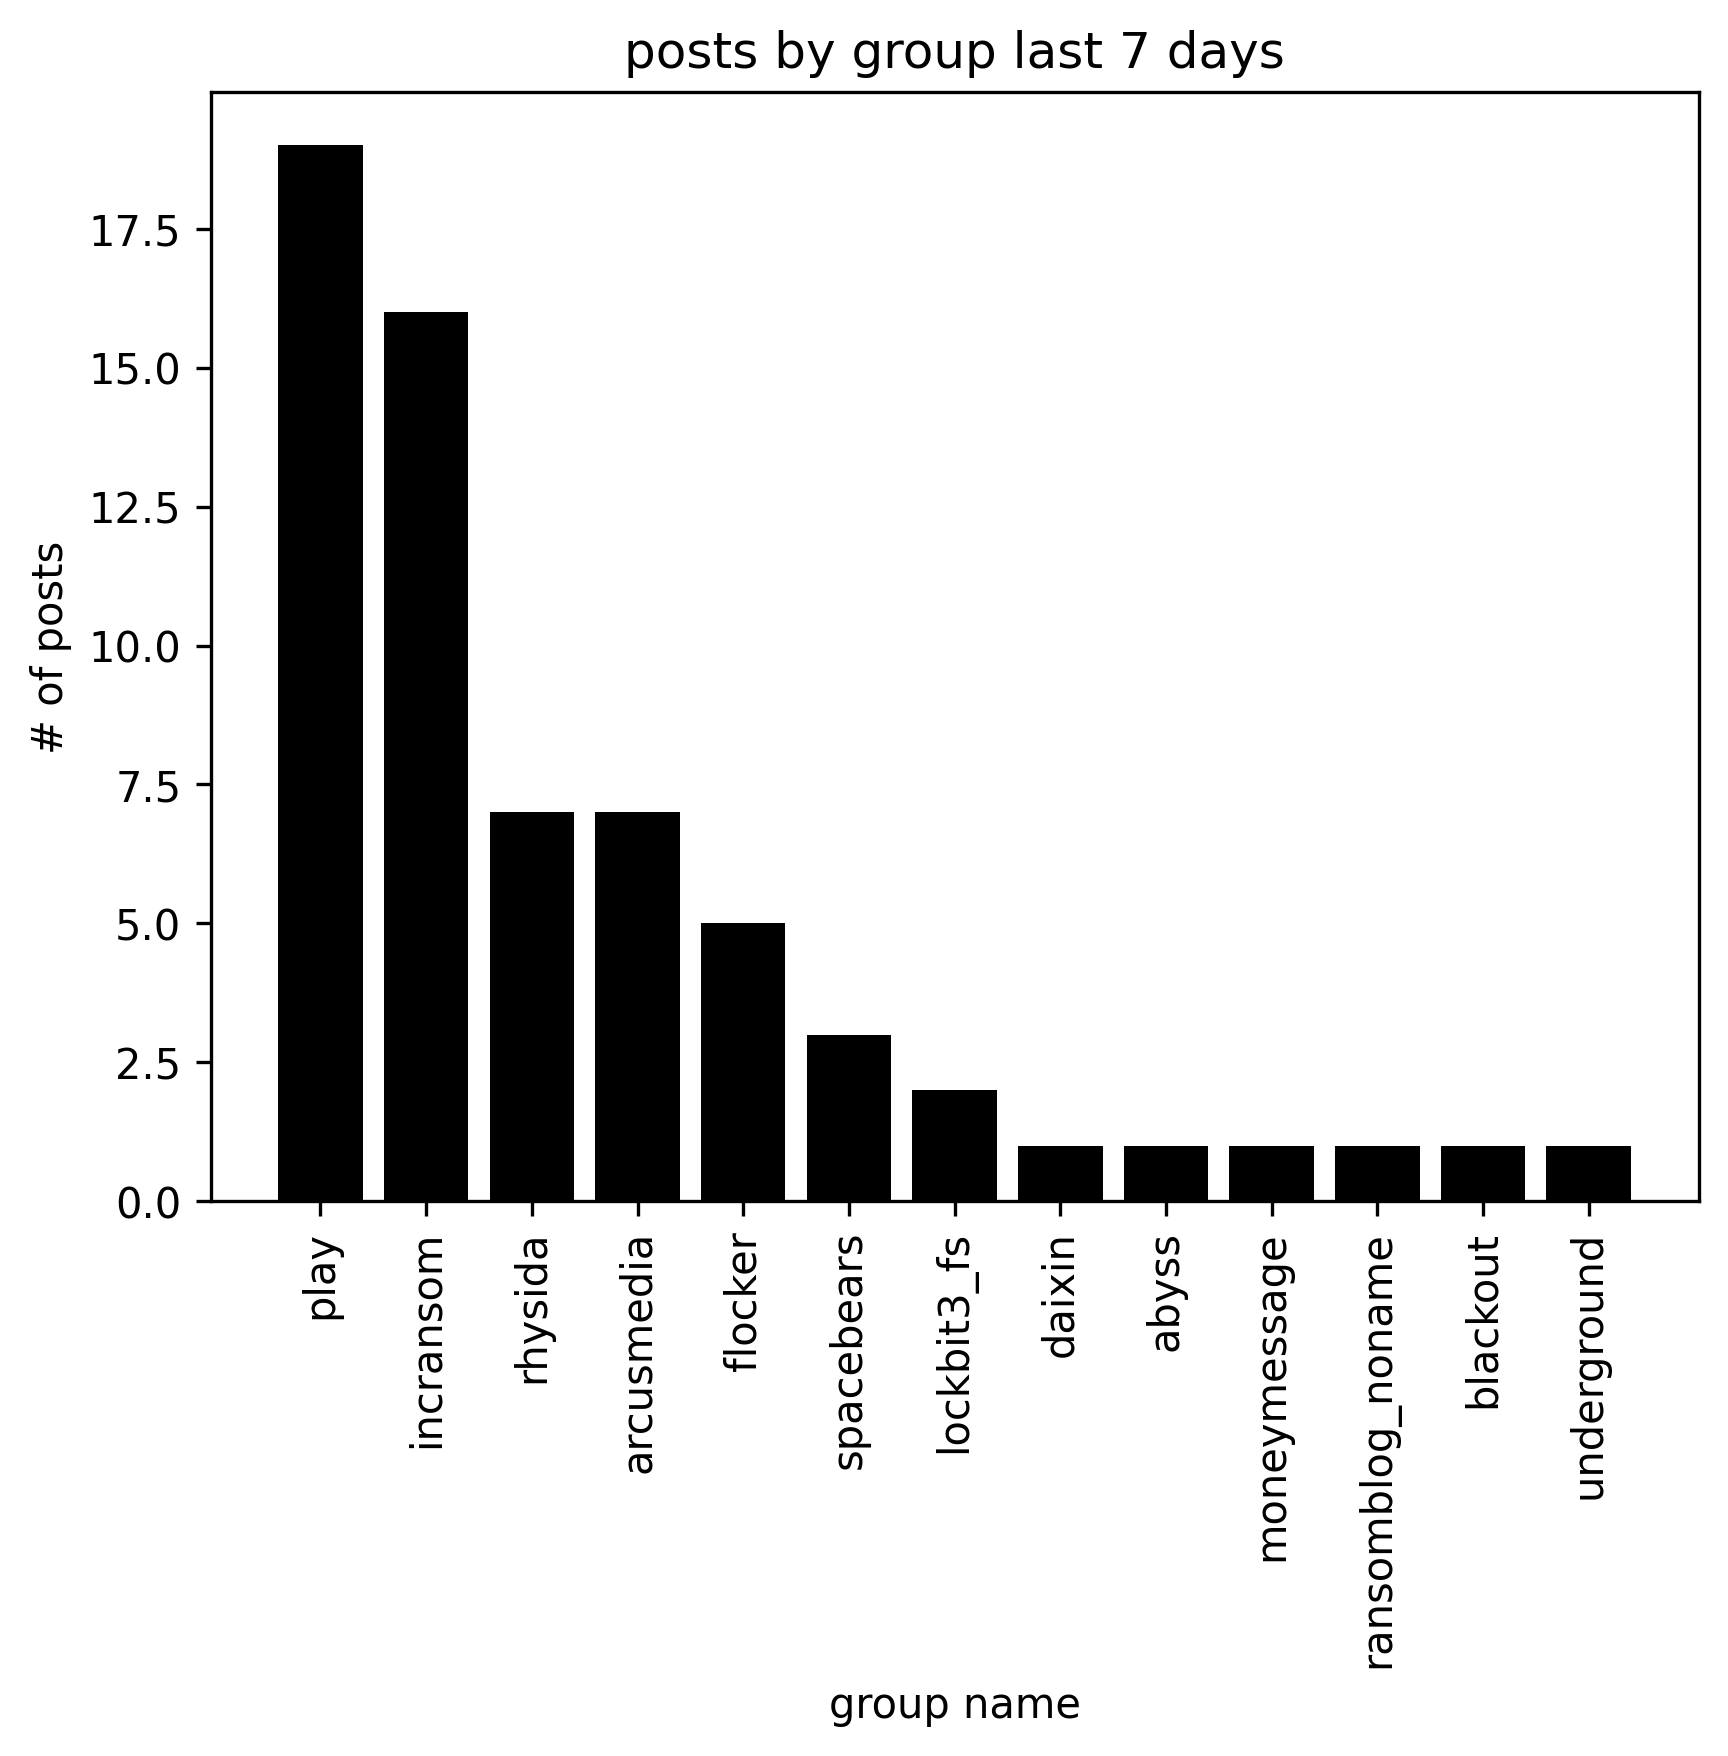 posts by group last 7 days
17.5
15.0
12.5
10.0
7.5
5.0
2.5
0.0
# of posts
play
incransom
rhysida
arcusmedia
flocker
spacebears
lockbit3_fs
daixin
abyss
moneymessage
ransomblog_noname
blackout
underground
group name